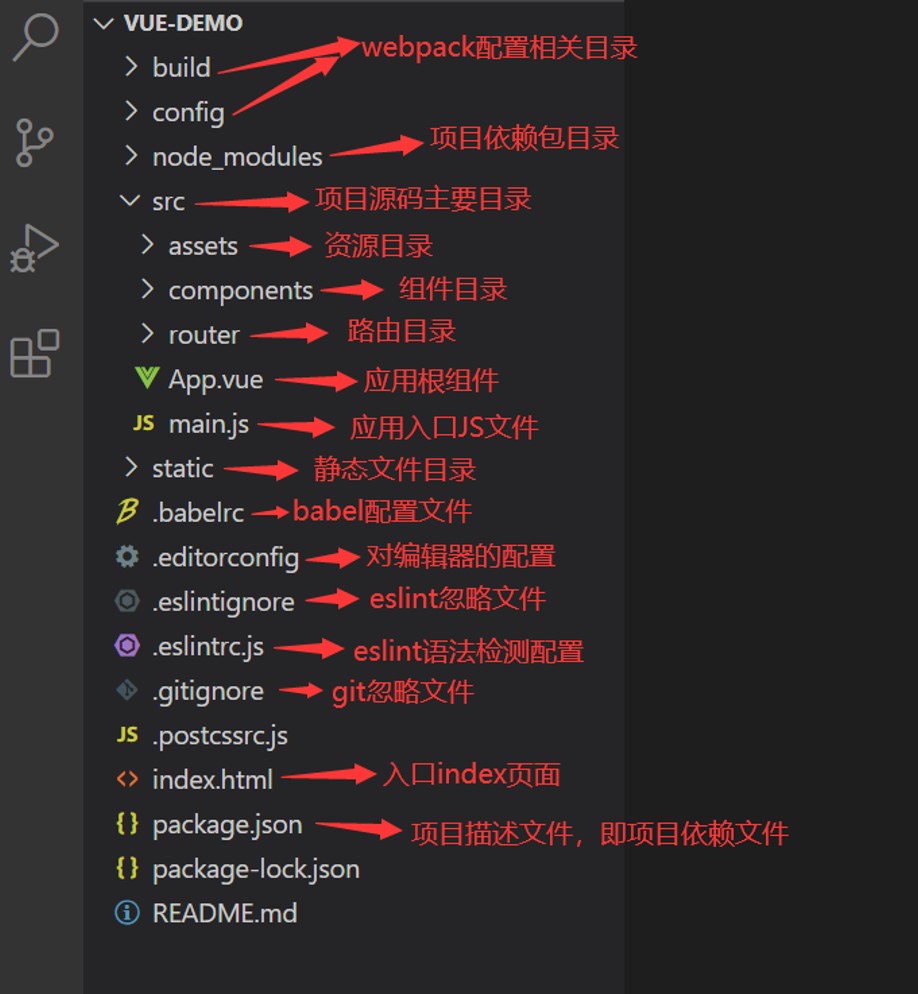 VUE-DEMO
build
webpack配置相关目录
config
node_modules 项目依赖包目录
src 项目源码主要目录
assets 资源目录
components 组件目录
router 路由目录
App.vue 应用根组件
JS main.js 应用入口JS文件
static 静态文件目录
.babelrc babel配置文件
.editorconfig 对编辑器的配置
.eslintignore eslint忽略文件
.eslintrc.js eslint语法检测配置
.gitignore git忽略文件
JS .postcssrc.js
index.html 入口index页面
package.json 项目描述文件，即项目依赖文件
package-lock.json
README.md